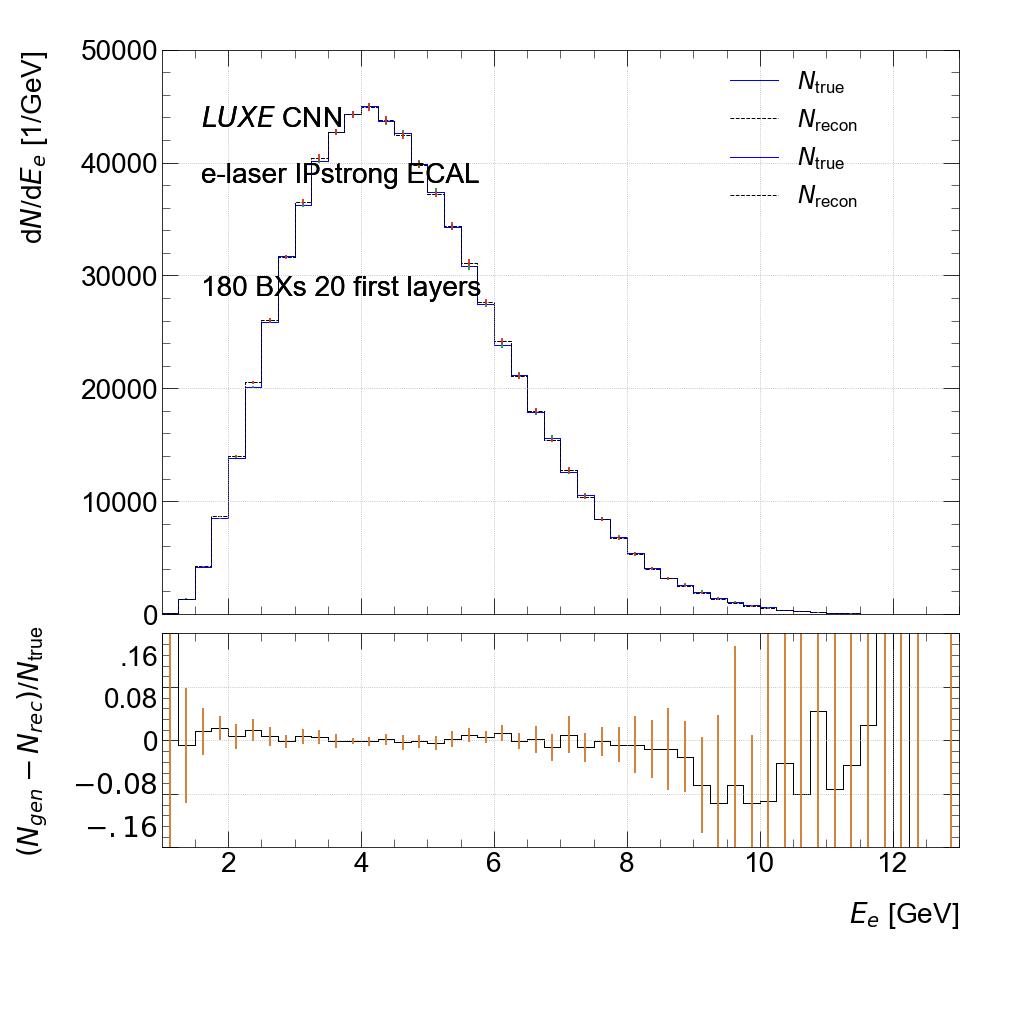 50000
40000
30000
20000
10000
0
dN/dE_e [1/GeV]
LUXE CNN
e-laser IPstrong ECAL
180 BXs 20 first layers
N_true
N_recon
N_true
N_recon
.16
0.08
0
−0.08
−.16
(N_gen − N_rec)/N_true
2 4 6 8 10 12
E_e [GeV]